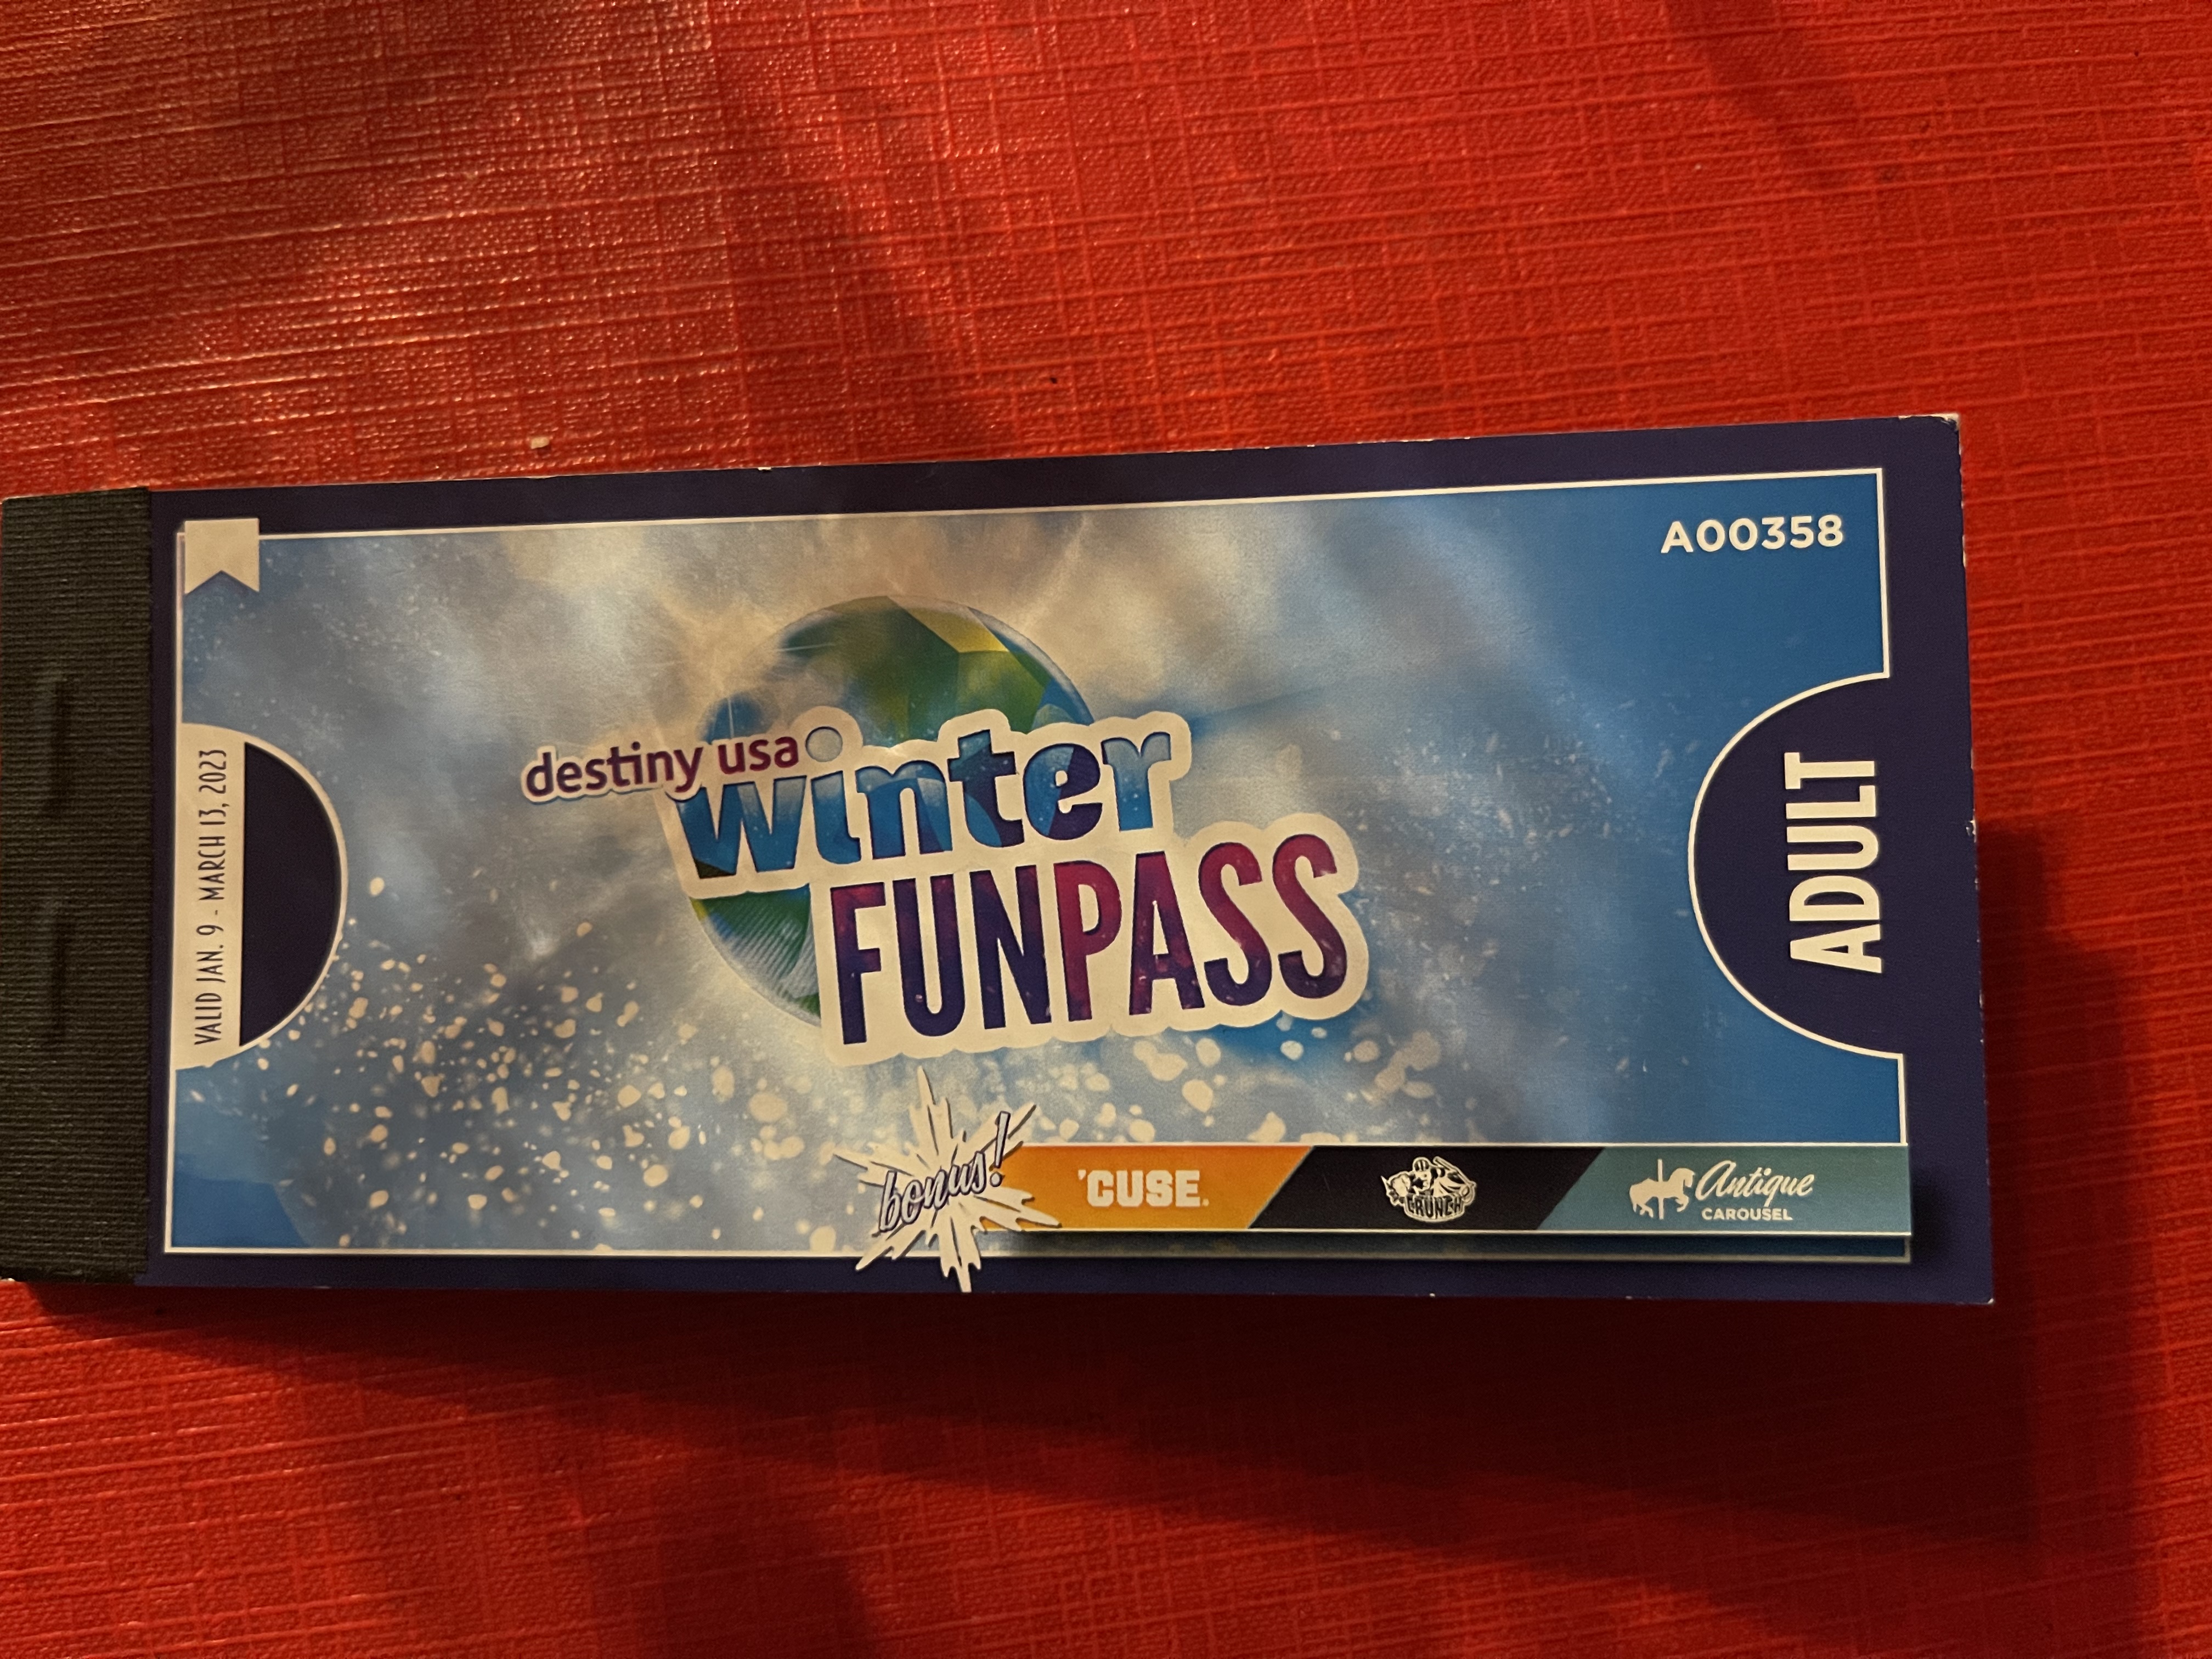 A00358
VALID JAN. 9 - MARCH 13, 2023
destiny usa
winter
FUNPASS
ADULT
bonus!
'CUSE.
CRUNCH
Antique
CAROUSEL